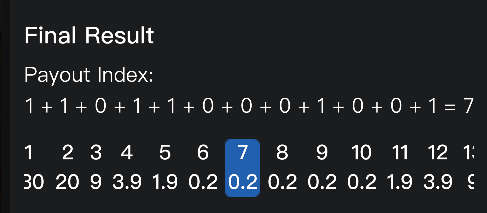 Final Result
Payout Index:
1 + 1 + 0 + 1 + 1 + 0 + 0 + 0 + 1 + 0 + 0 + 1 = 7
1 2 3 4 5 6 7 8 9 10 11 12
20 9 3.9 1.9 0.2 0.2 0.2 0.2 0.2 1.9 3.9